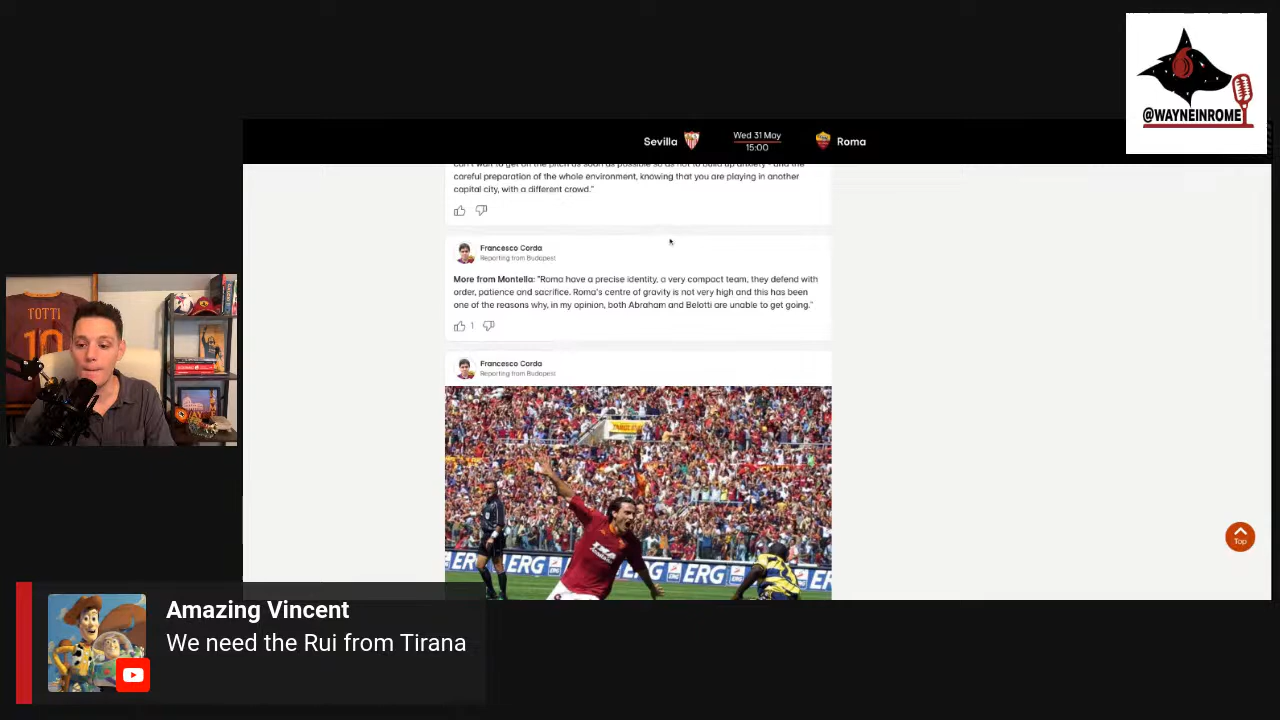 @WAYNEINROME
Sevilla
Wed 31 May
15:00
Roma
can't wait to get on the pitch as soon as possible so as not to build up anxiety - and the
careful preparation of the whole environment, knowing that you are playing in another
capital city, with a different crowd."
Francesco Corda
Reporting from Budapest
More from Montella: "Roma have a precise identity, a very compact team, they defend with
order, patience and sacrifice. Roma's centre of gravity is not very high and this has been
one of the reasons why, in my opinion, both Abraham and Belotti are unable to get going."
1
Francesco Corda
Reporting from Budapest
TOTTI
10
ERG
ERG
ERG
ERG
Top
Amazing Vincent
We need the Rui from Tirana